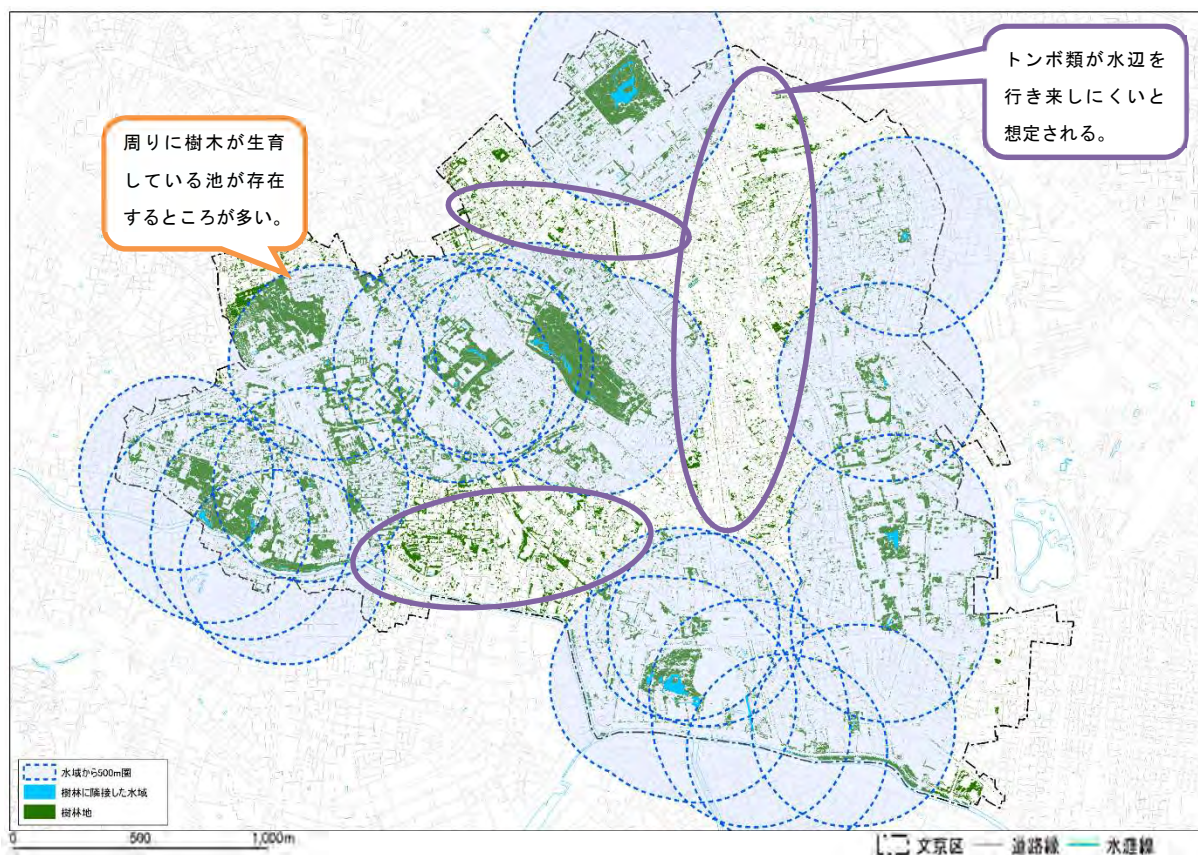 トンボ類が水辺を
行き来しにくいと
想定される。
周りに樹木が生育
している池が存在
するところが多い。
水域から500m圏
樹林に隣接した水域
樹林地
0 500 1,000m
文京区 道路縁 水涯線